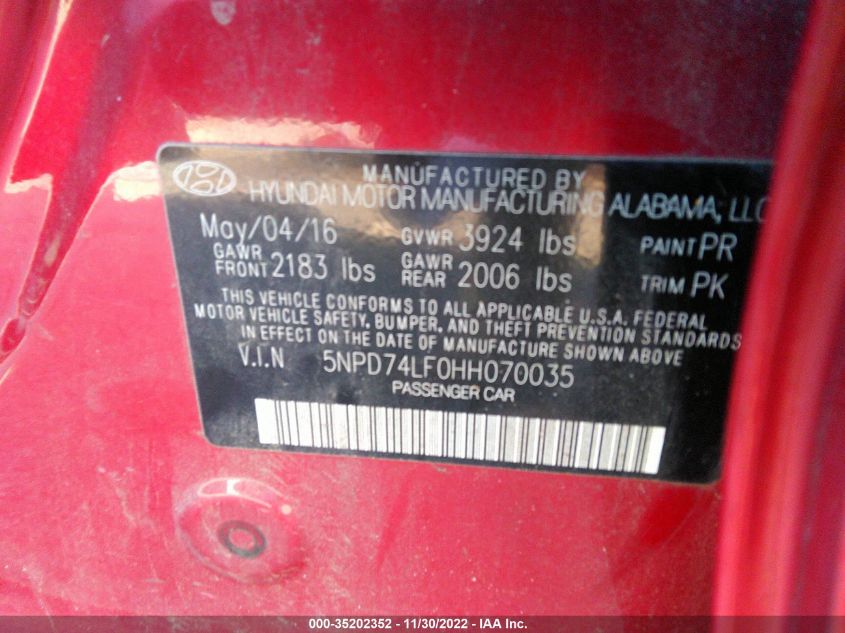 MANUFACTURED BY
HYUNDAI MOTOR MANUFACTURING ALABAMA, LLC
May/04/16 GVWR 3924 lbs PAINT PR
GAWR FRONT 2183 lbs GAWR REAR 2006 lbs TRIM PK
THIS VEHICLE CONFORMS TO ALL APPLICABLE U.S.A. FEDERAL
MOTOR VEHICLE SAFETY, BUMPER, AND THEFT PREVENTION STANDARDS
IN EFFECT ON THE DATE OF MANUFACTURE SHOWN ABOVE
V.I.N 5NPD74LF0HH070035
PASSENGER CAR
000-35202352 - 11/30/2022 - IAA Inc.